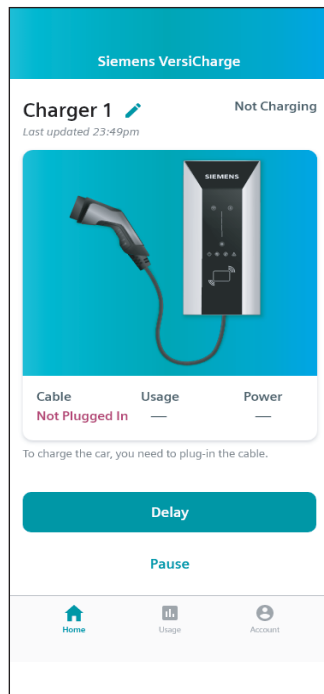 Siemens VersiCharge
Charger 1
Not Charging
Last updated 23:49pm
SIEMENS
Cable Usage Power
Not Plugged In — —
To charge the car, you need to plug-in the cable.
Delay
Pause
Home Usage Account